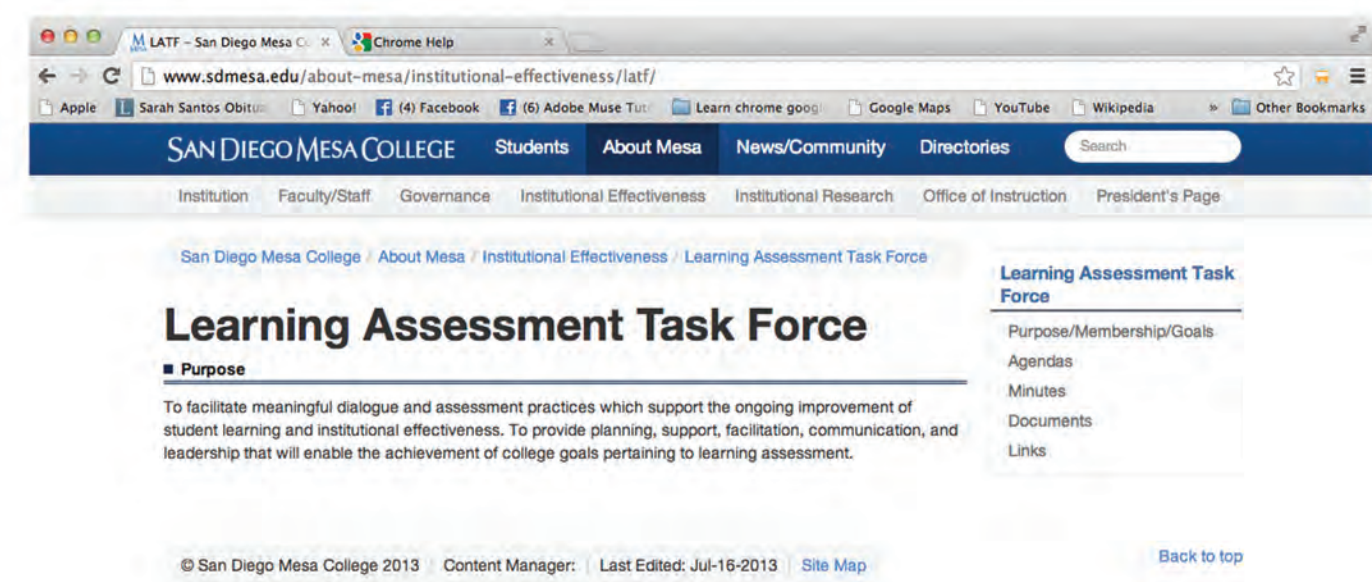 LATF – San Diego Mesa Co
Chrome Help
www.sdmesa.edu/about-mesa/institutional-effectiveness/latf/
Apple Sarah Santos Obitua Yahoo! (4) Facebook (6) Adobe Muse Tut Learn chrome goog Google Maps YouTube Wikipedia » Other Bookmarks
SAN DIEGO MESA COLLEGE Students About Mesa News/Community Directories Search
Institution Faculty/Staff Governance Institutional Effectiveness Institutional Research Office of Instruction President's Page
San Diego Mesa College / About Mesa / Institutional Effectiveness / Learning Assessment Task Force
Learning Assessment Task Force
■ Purpose
To facilitate meaningful dialogue and assessment practices which support the ongoing improvement of
student learning and institutional effectiveness. To provide planning, support, facilitation, communication, and
leadership that will enable the achievement of college goals pertaining to learning assessment.
Learning Assessment Task
Force
Purpose/Membership/Goals
Agendas
Minutes
Documents
Links
Back to top
© San Diego Mesa College 2013 | Content Manager: | Last Edited: Jul-16-2013 | Site Map